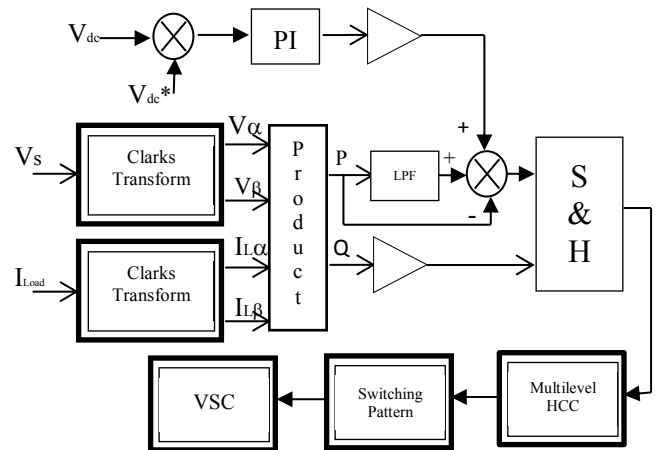 Vdc
PI
Vdc*
+
Vs
Clarks
Transform
Vα
Vβ
ILoad
Clarks
Transform
ILα
ILβ
P
r
o
d
u
c
t
P
LPF
+
-
Q
S
&
H
VSC
Switching
Pattern
Multilevel
HCC